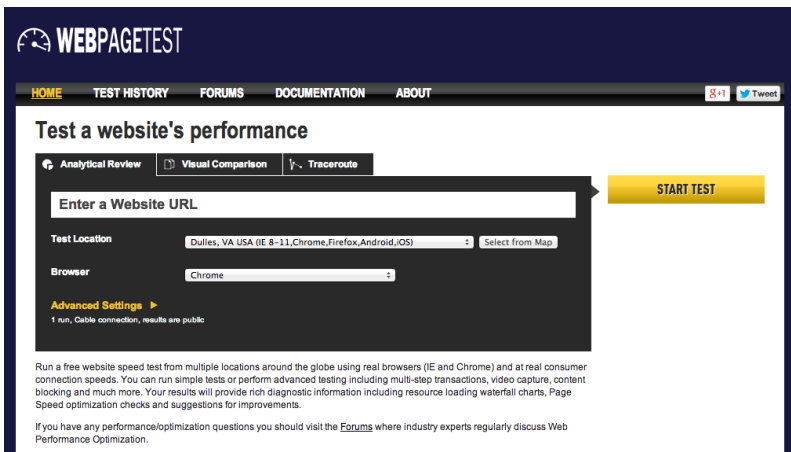 WEBPAGETEST
HOME TEST HISTORY FORUMS DOCUMENTATION ABOUT
g+1 Tweet
Test a website's performance
Analytical Review Visual Comparison Traceroute
START TEST
Enter a Website URL
Test Location Dulles, VA USA (IE 8-11,Chrome,Firefox,Android,iOS) Select from Map
Browser Chrome
Advanced Settings
1 run, Cable connection, results are public
Run a free website speed test from multiple locations around the globe using real browsers (IE and Chrome) and at real consumer
connection speeds. You can run simple tests or perform advanced testing including multi-step transactions, video capture, content
blocking and much more. Your results will provide rich diagnostic information including resource loading waterfall charts, Page
Speed optimization checks and suggestions for improvements.
If you have any performance/optimization questions you should visit the Forums where industry experts regularly discuss Web
Performance Optimization.